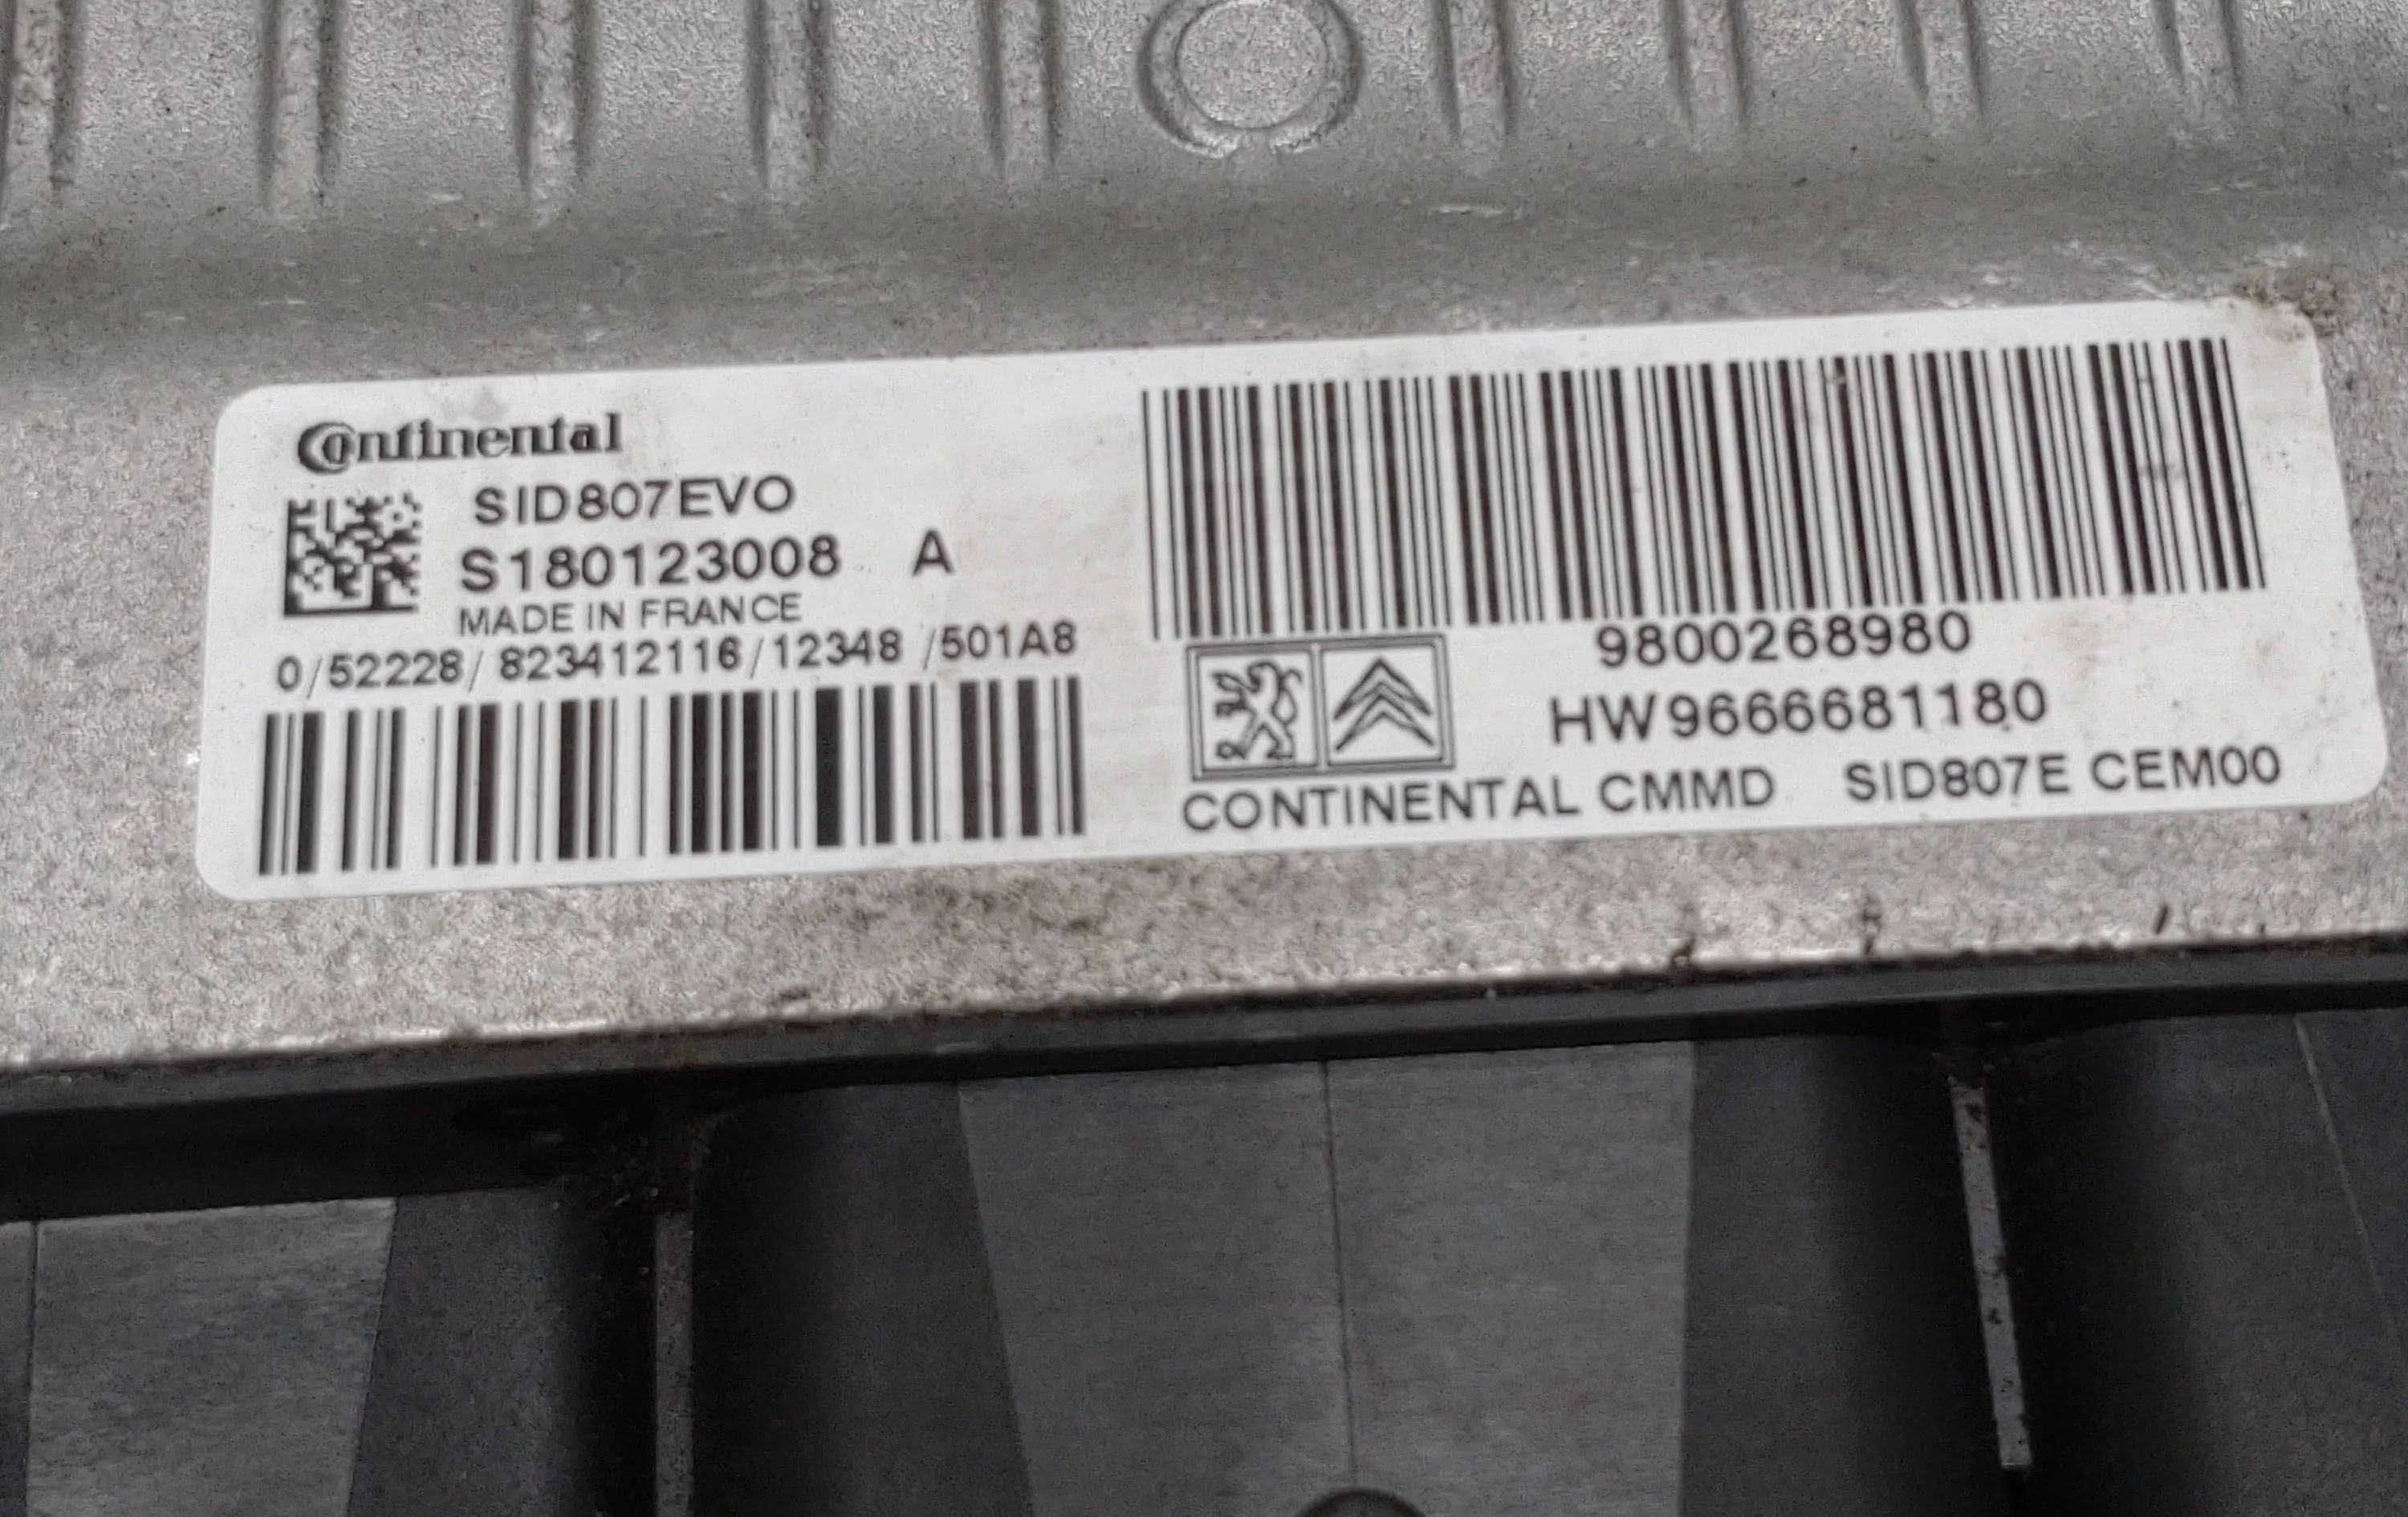 Continental
SID807EVO
S180123008 A
MADE IN FRANCE
0/52228/ 823412116/12348 /501A8
9800268980
HW9666681180
CONTINENTAL CMMD SID807E CEM00